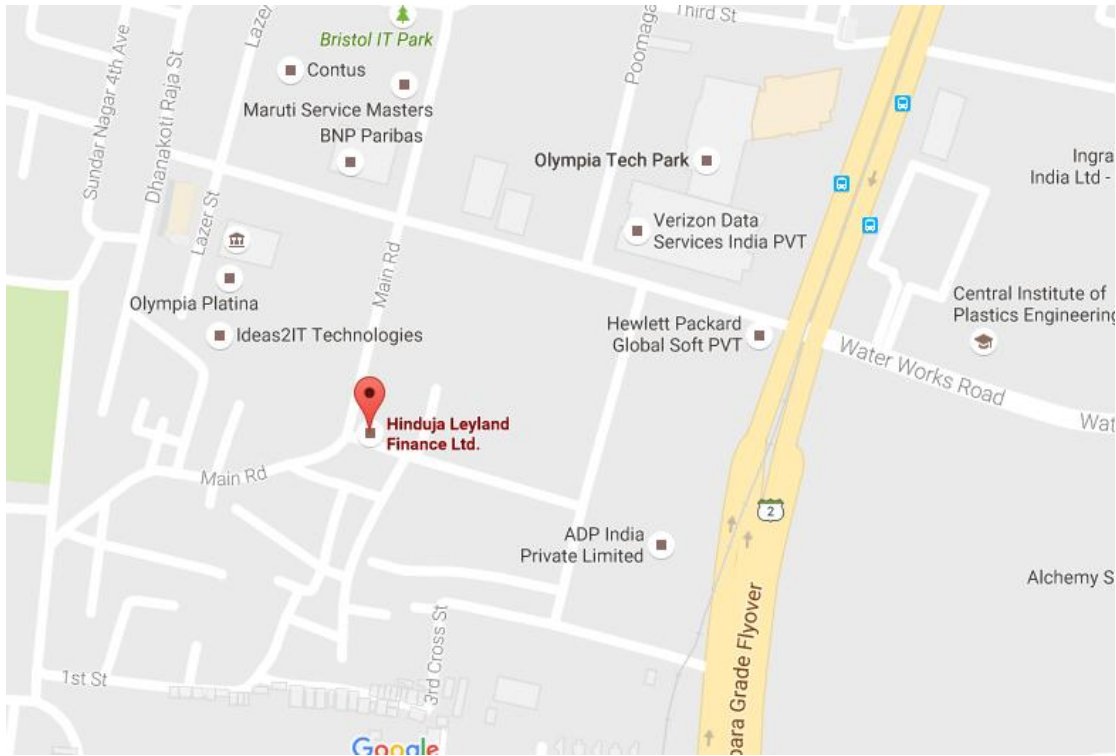 Third St
Bristol IT Park
Lazer
Contus
Poomaga
Sundar Nagar 4th Ave
Dhanakoti Raja St
Maruti Service Masters
BNP Paribas
Olympia Tech Park
Ingra
India Ltd -
Lazer St
Verizon Data
Services India PVT
Main Rd
Olympia Platina
Central Institute of
Plastics Engineering
Ideas2IT Technologies
Hewlett Packard
Global Soft PVT
Water Works Road
Wat
Hinduja Leyland
Finance Ltd.
Main Rd
2
ADP India
Private Limited
Alchemy S
para Grade Flyover
3rd Cross St
1st St
Google